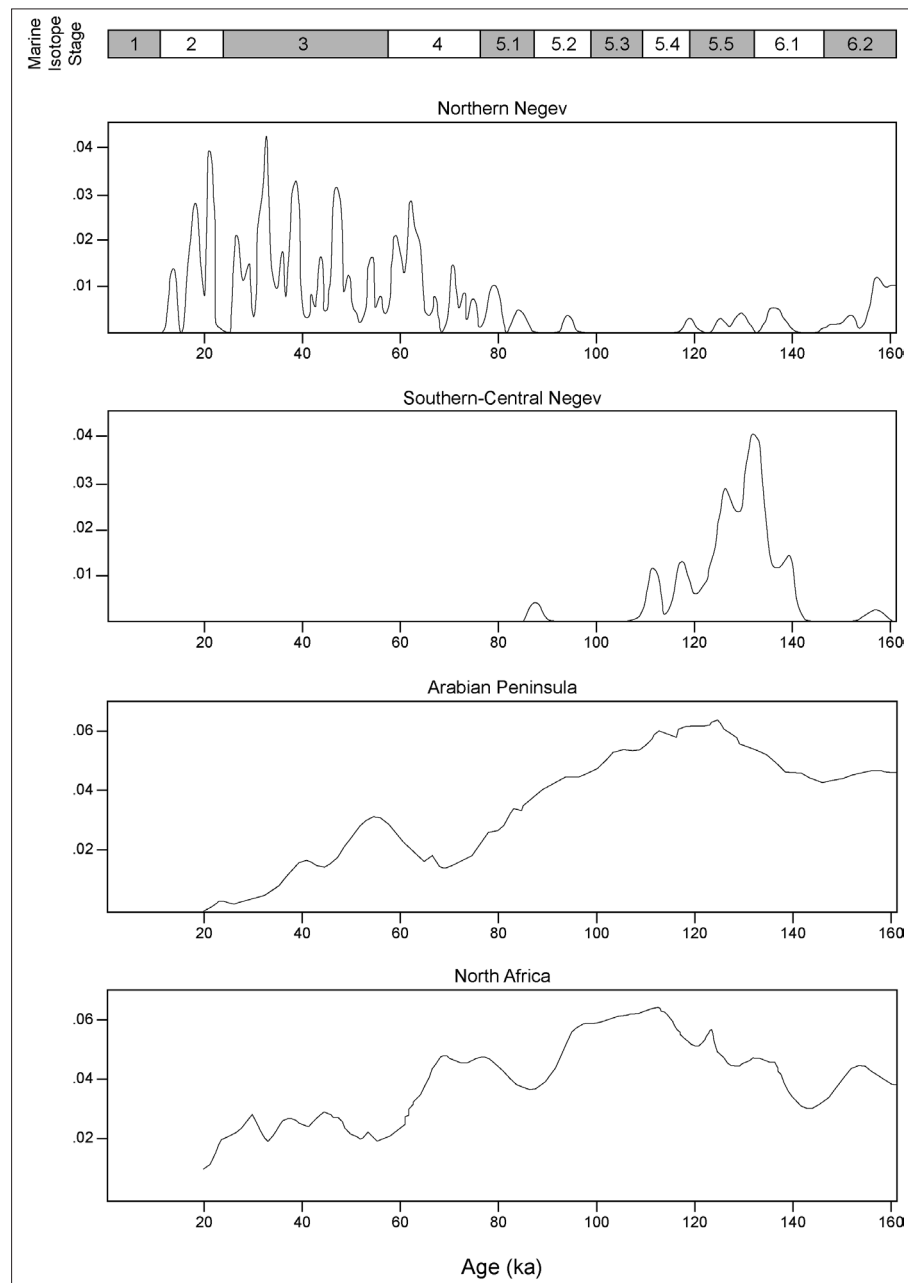 Marine
Isotope
Stage
1 2 3 4 5.1 5.2 5.3 5.4 5.5 6.1 6.2
Northern Negev
.04
.03
.02
.01
20 40 60 80 100 120 140 160
Southern-Central Negev
.04
.03
.02
.01
20 40 60 80 100 120 140 160
Arabian Peninsula
.06
.04
.02
20 40 60 80 100 120 140 160
North Africa
.06
.04
.02
20 40 60 80 100 120 140 160
Age (ka)